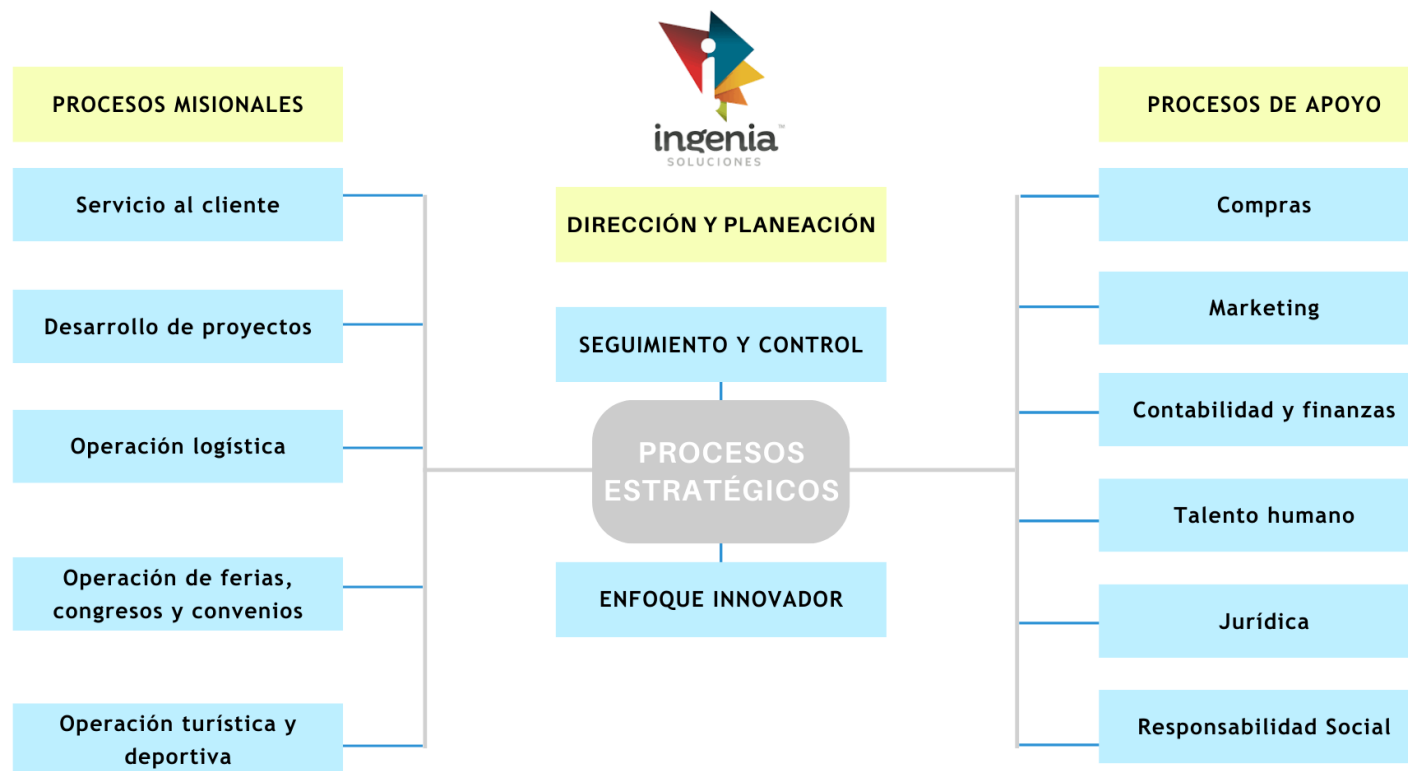 PROCESOS MISIONALES
Servicio al cliente
Desarrollo de proyectos
Operación logística
Operación de ferias,
congresos y convenios
Operación turística y
deportiva
ingenia
SOLUCIONES
DIRECCIÓN Y PLANEACIÓN
SEGUIMIENTO Y CONTROL
PROCESOS
ESTRATÉGICOS
ENFOQUE INNOVADOR
PROCESOS DE APOYO
Compras
Marketing
Contabilidad y finanzas
Talento humano
Jurídica
Responsabilidad Social